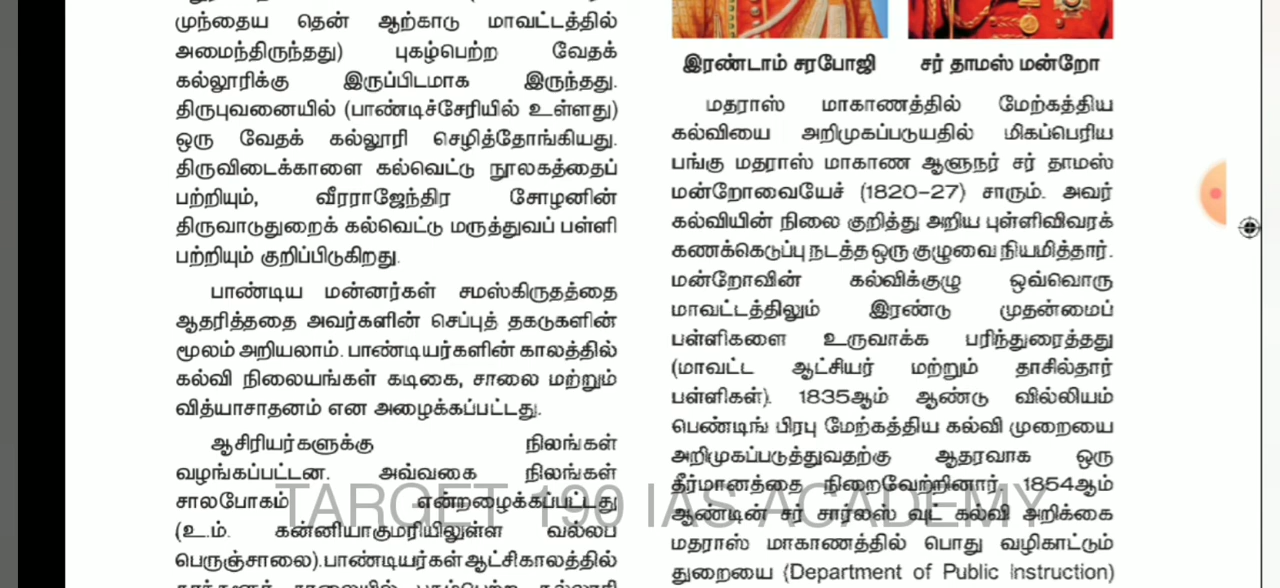 முந்தைய தென் ஆற்காடு மாவட்டத்தில்
அமைந்திருந்தது) புகழ்பெற்ற வேதக்
கல்லூரிக்கு இருப்பிடமாக இருந்தது.
திருபுவனையில் (பாண்டிச்சேரியில் உள்ளது)
ஒரு வேதக் கல்லூரி செழித்தோங்கியது.
திருவிடைக்காளை கல்வெட்டு நூலகத்தைப்
பற்றியும், வீரராஜேந்திர சோழனின்
திருவாடுதுறைக் கல்வெட்டு மருத்துவப் பள்ளி
பற்றியும் குறிப்பிடுகிறது.
பாண்டிய மன்னர்கள் சமஸ்கிருதத்தை
ஆதரித்ததை அவர்களின் செப்புத் தகடுகளின்
மூலம் அறியலாம். பாண்டியர்களின் காலத்தில்
கல்வி நிலையங்கள் கடிகை, சாலை மற்றும்
வித்யாசாதனம் என அழைக்கப்பட்டது.
ஆசிரியர்களுக்கு நிலங்கள்
வழங்கப்பட்டன. அவ்வகை நிலங்கள்
சாலபோகம் என்றழைக்கப்பட்டது
(உ.ம். கன்னியாகுமரியிலுள்ள வல்லப
பெருஞ்சாலை).பாண்டியர்கள் ஆட்சிகாலத்தில்
இரண்டாம் சரபோஜி சர் தாமஸ் மன்றோ
மதராஸ் மாகாணத்தில் மேற்கத்திய
கல்வியை அறிமுகப்படுயதில் மிகப்பெரிய
பங்கு மதராஸ் மாகாண ஆளுநர் சர் தாமஸ்
மன்றோவையேச் (1820-27) சாரும். அவர்
கல்வியின் நிலை குறித்து அறிய புள்ளிவிவரக்
கணக்கெடுப்பு நடத்த ஒரு குழுவை நியமித்தார்.
மன்றோவின் கல்விக்குழு ஒவ்வொரு
மாவட்டத்திலும் இரண்டு முதன்மைப்
பள்ளிகளை உருவாக்க பரிந்துரைத்தது
(மாவட்ட ஆட்சியர் மற்றும் தாசில்தார்
பள்ளிகள்). 1835ஆம் ஆண்டு வில்லியம்
பெண்டிங் பிரபு மேற்கத்திய கல்வி முறையை
அறிமுகப்படுத்துவதற்கு ஆதரவாக ஒரு
தீர்மானத்தை நிறைவேற்றினார். 1854ஆம்
ஆண்டின் சர் சார்லஸ் வுட் கல்வி அறிக்கை
மதராஸ் மாகாணத்தில் பொது வழிகாட்டும்
துறையை (Department of Public Instruction)
TARGET 190 IAS ACADEMY